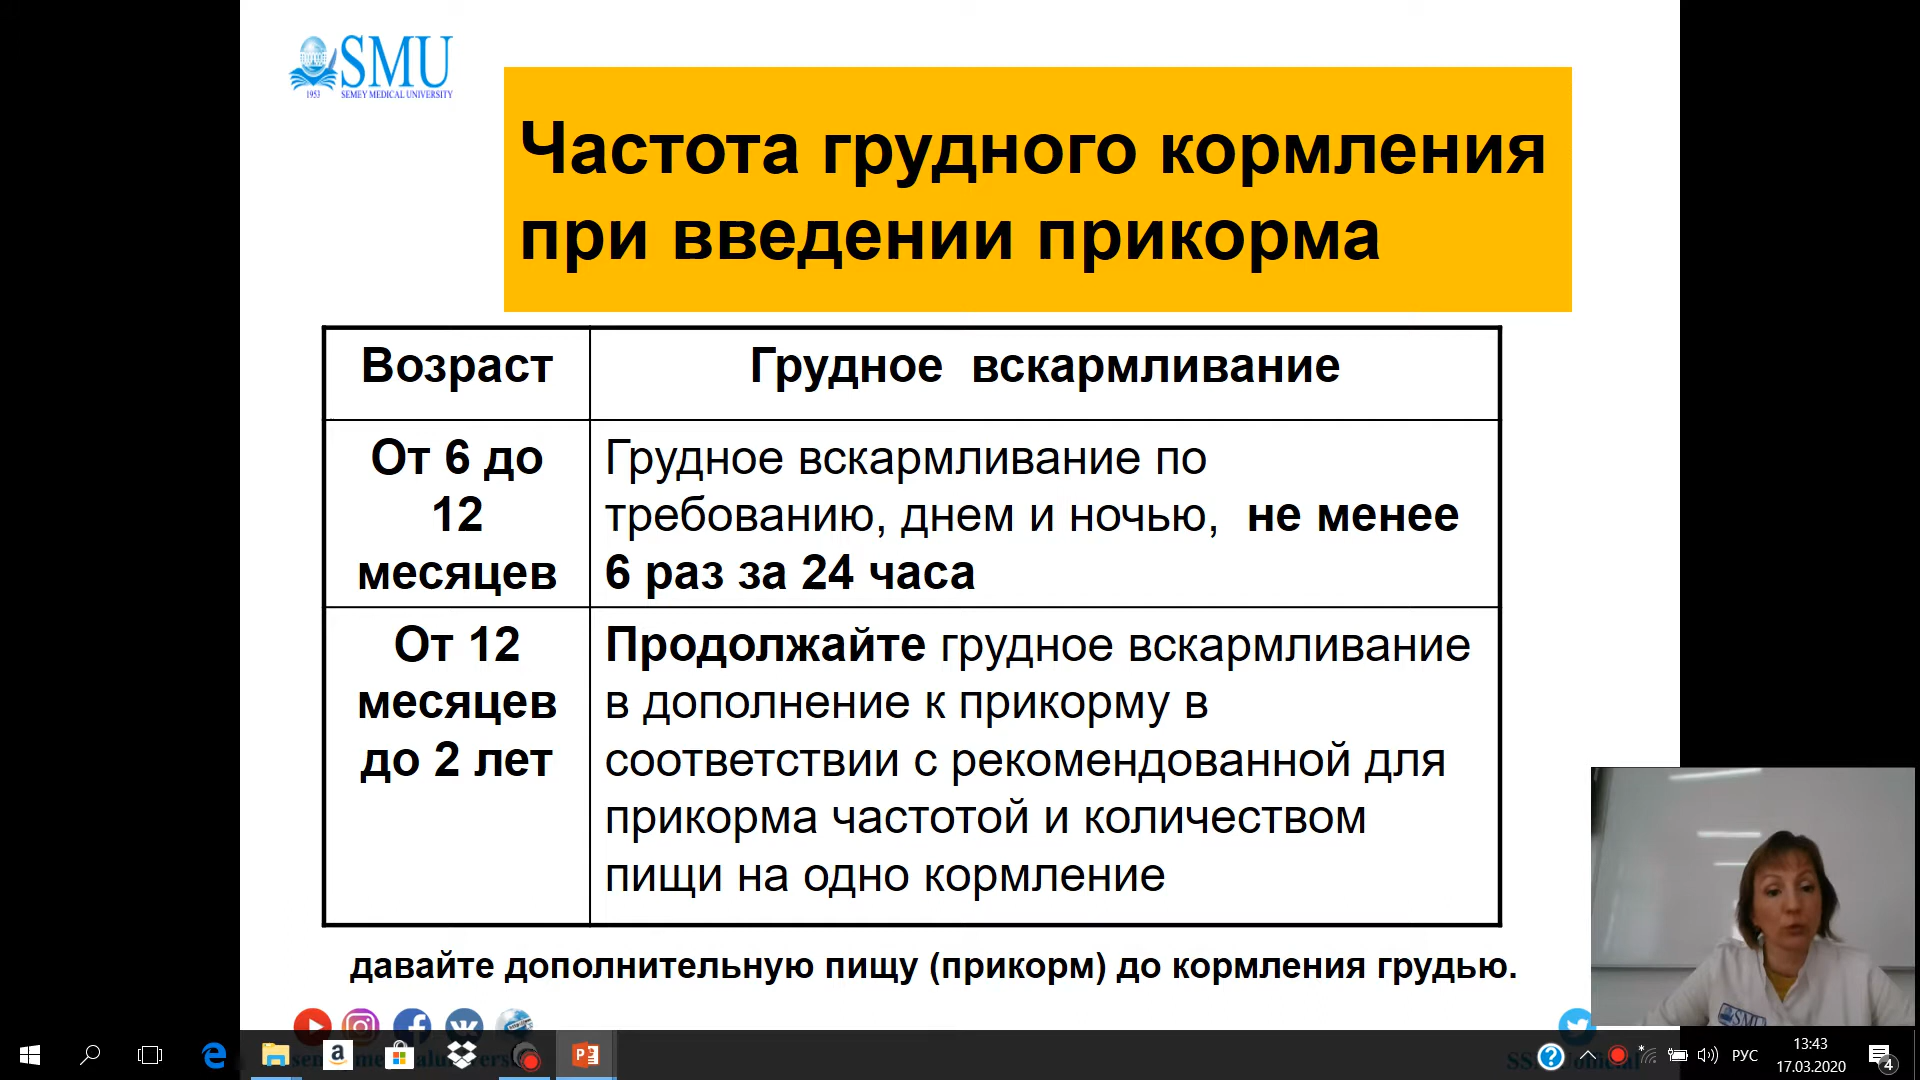 SMU
1953 SEMEY MEDICAL UNIVERSITY
Частота грудного кормления
при введении прикорма
Возраст
Грудное вскармливание
От 6 до
12
месяцев
Грудное вскармливание по
требованию, днем и ночью, не менее
6 раз за 24 часа
От 12
месяцев
до 2 лет
Продолжайте грудное вскармливание
в дополнение к прикорму в
соответствии с рекомендованной для
прикорма частотой и количеством
пищи на одно кормление
давайте дополнительную пищу (прикорм) до кормления грудью.
SMU
РУС
13:43
17.03.2020
4